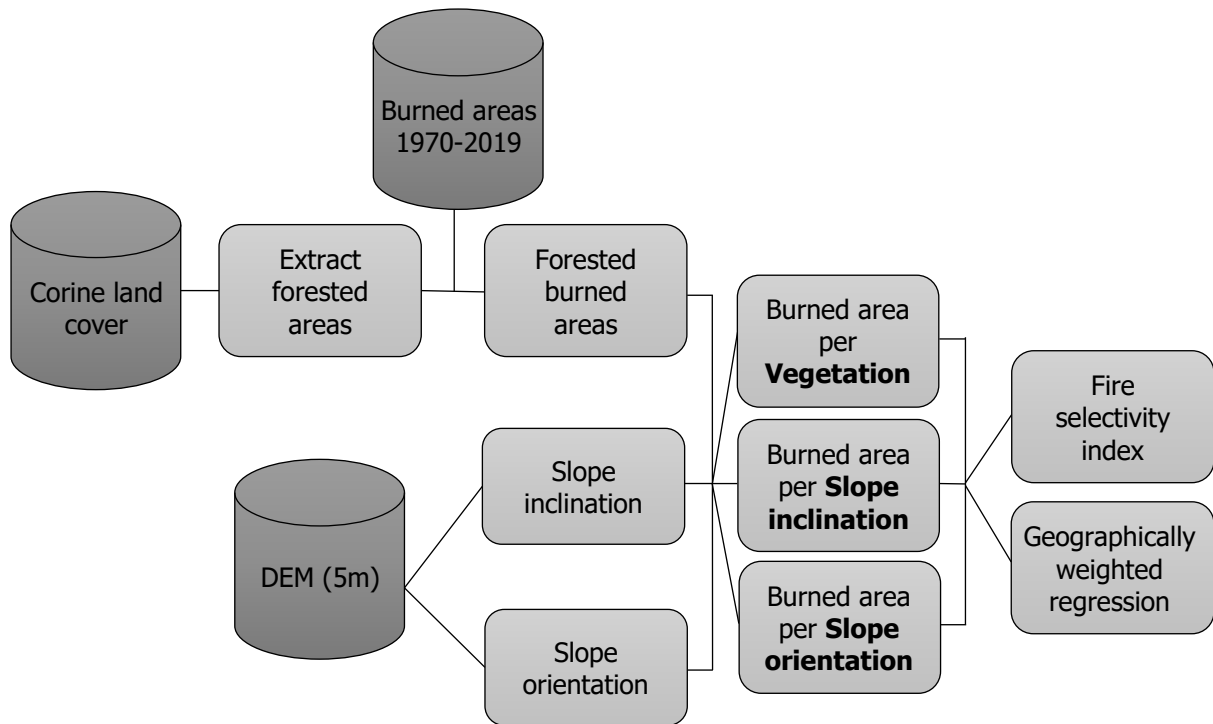 Burned areas
1970-2019
Corine land
cover
Extract
forested
areas
Forested
burned
areas
DEM (5m)
Slope
inclination
Slope
orientation
Burned area
per
Vegetation
Burned area
per Slope
inclination
Burned area
per Slope
orientation
Fire
selectivity
index
Geographically
weighted
regression